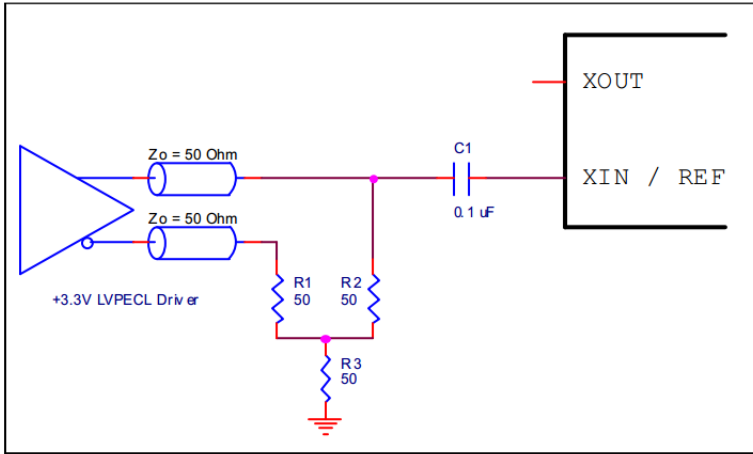 XOUT
C1
Zo = 50 Ohm
XIN / REF
0.1 uF
Zo = 50 Ohm
R1
50
R2
50
+3.3V LVPECL Driver
R3
50